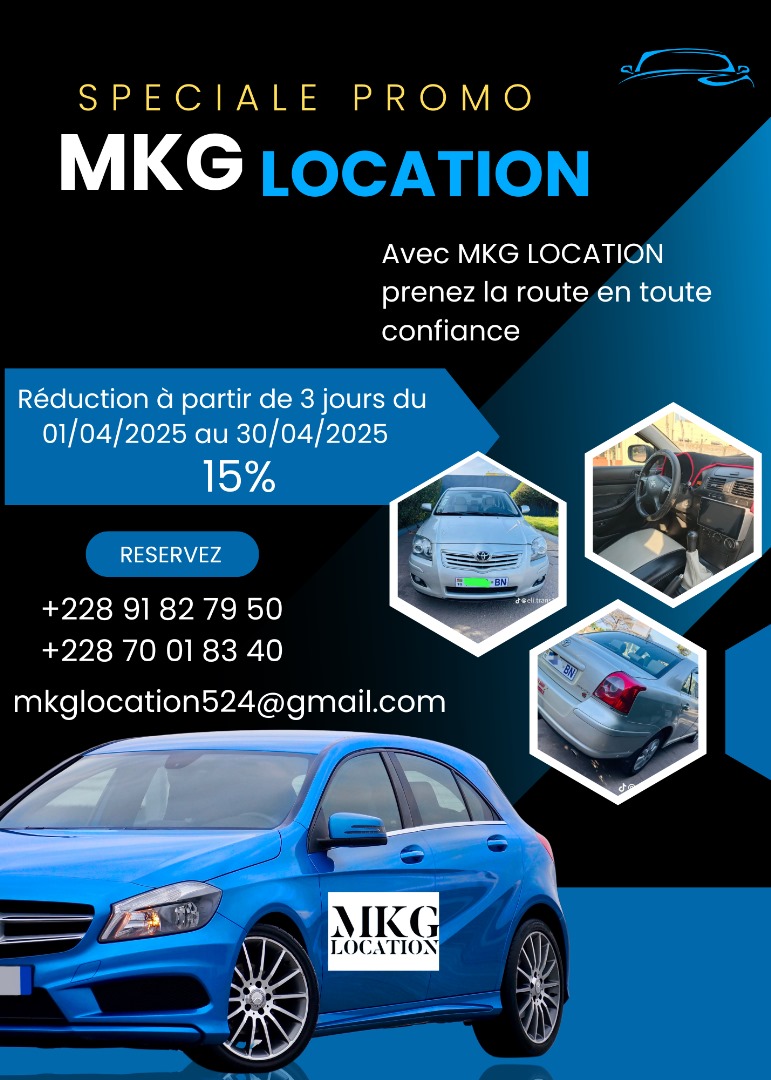 SPECIALE PROMO
MKG LOCATION
Avec MKG LOCATION
prenez la route en toute
confiance
Réduction à partir de 3 jours du
01/04/2025 au 30/04/2025
15%
RESERVEZ
+228 91 82 79 50
+228 70 01 83 40
mkglocation524@gmail.com
BN
BN
MKG
LOCATION